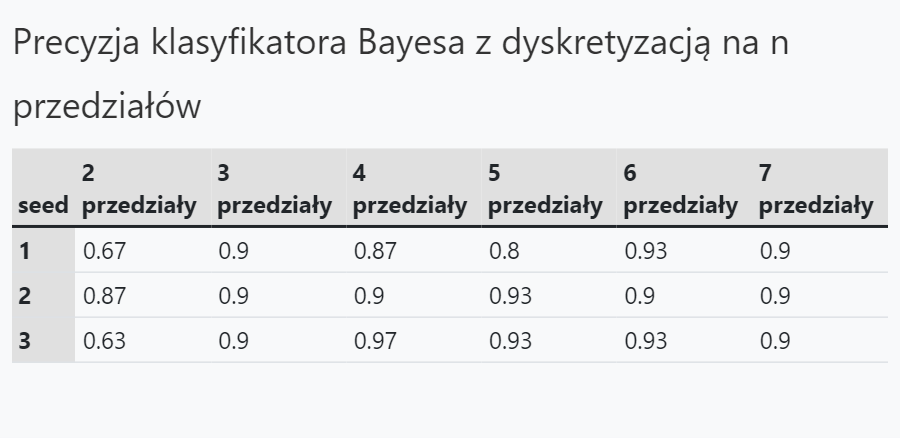 Precyzja klasyfikatora Bayesa z dyskretyzacją na n
przedziałów
2 3 4 5 6 7
seed przedziały przedziały przedziały przedziały przedziały przedziały
1 0.67 0.9 0.87 0.8 0.93 0.9
2 0.87 0.9 0.9 0.93 0.9 0.9
3 0.63 0.9 0.97 0.93 0.93 0.9